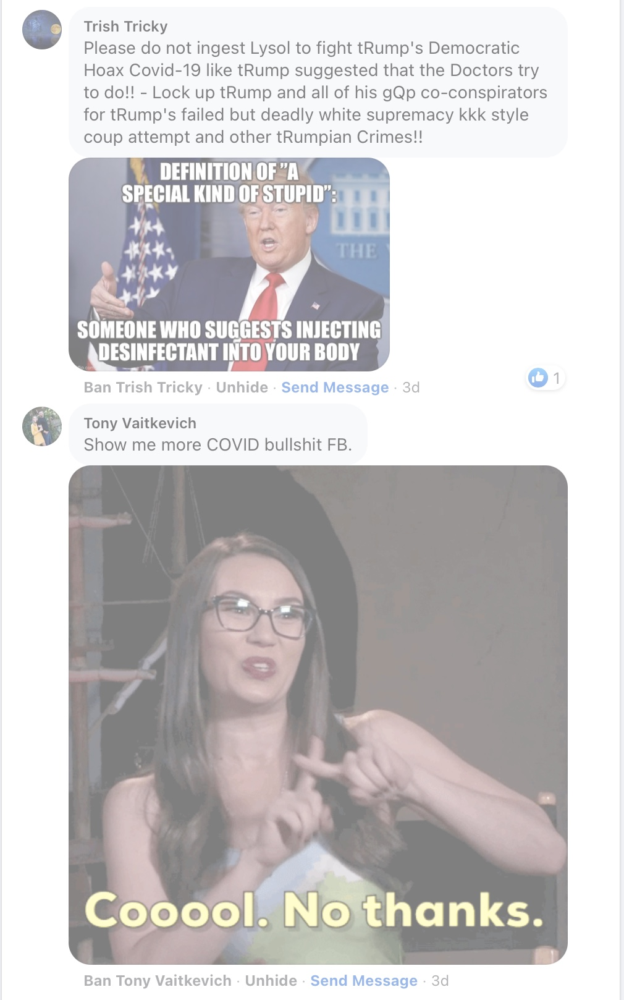 Trish Tricky
Please do not ingest Lysol to fight tRump's Democratic
Hoax Covid-19 like tRump suggested that the Doctors try
to do!! - Lock up tRump and all of his gQp co-conspirators
for tRump's failed but deadly white supremacy kkk style
coup attempt and other tRumpian Crimes!!
DEFINITION OF "A
SPECIAL KIND OF STUPID":
THE
SOMEONE WHO SUGGESTS INJECTING
DESINFECTANT INTO YOUR BODY
Ban Trish Tricky · Unhide · Send Message · 3d
1
Tony Vaitkevich
Show me more COVID bullshit FB.
Cooool. No thanks.
Ban Tony Vaitkevich · Unhide · Send Message · 3d